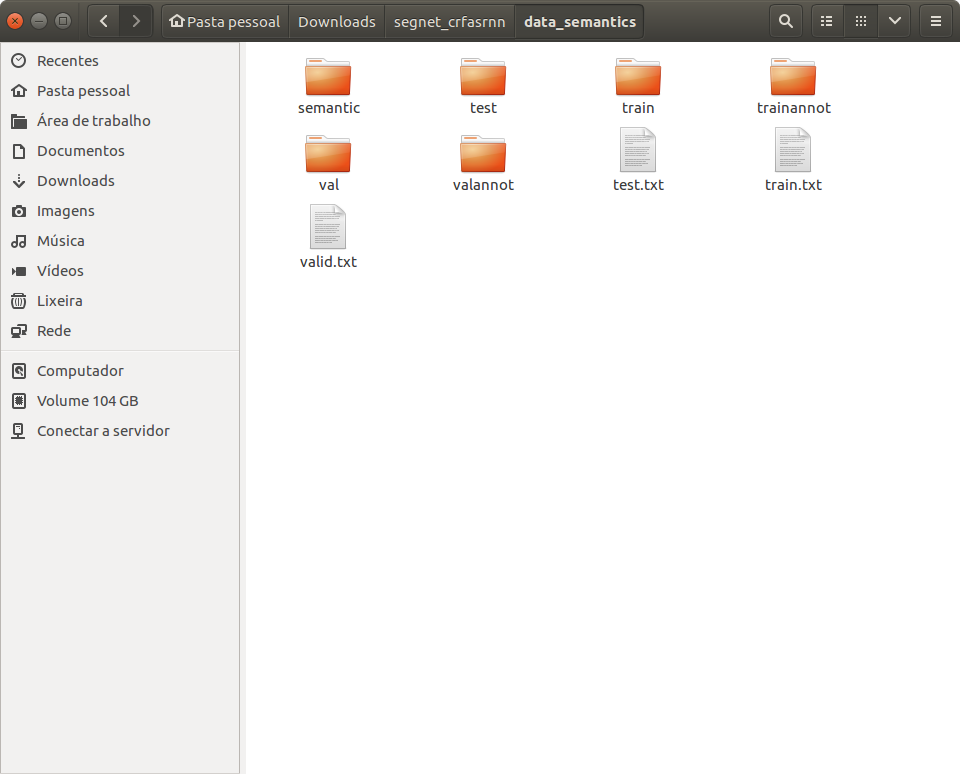 Pasta pessoal Downloads segnet_crfasrnn data_semantics
Recentes
Pasta pessoal
Área de trabalho
Documentos
Downloads
Imagens
Música
Vídeos
Lixeira
Rede
Computador
Volume 104 GB
Conectar a servidor
semantic test train trainannot
val valannot test.txt train.txt
valid.txt